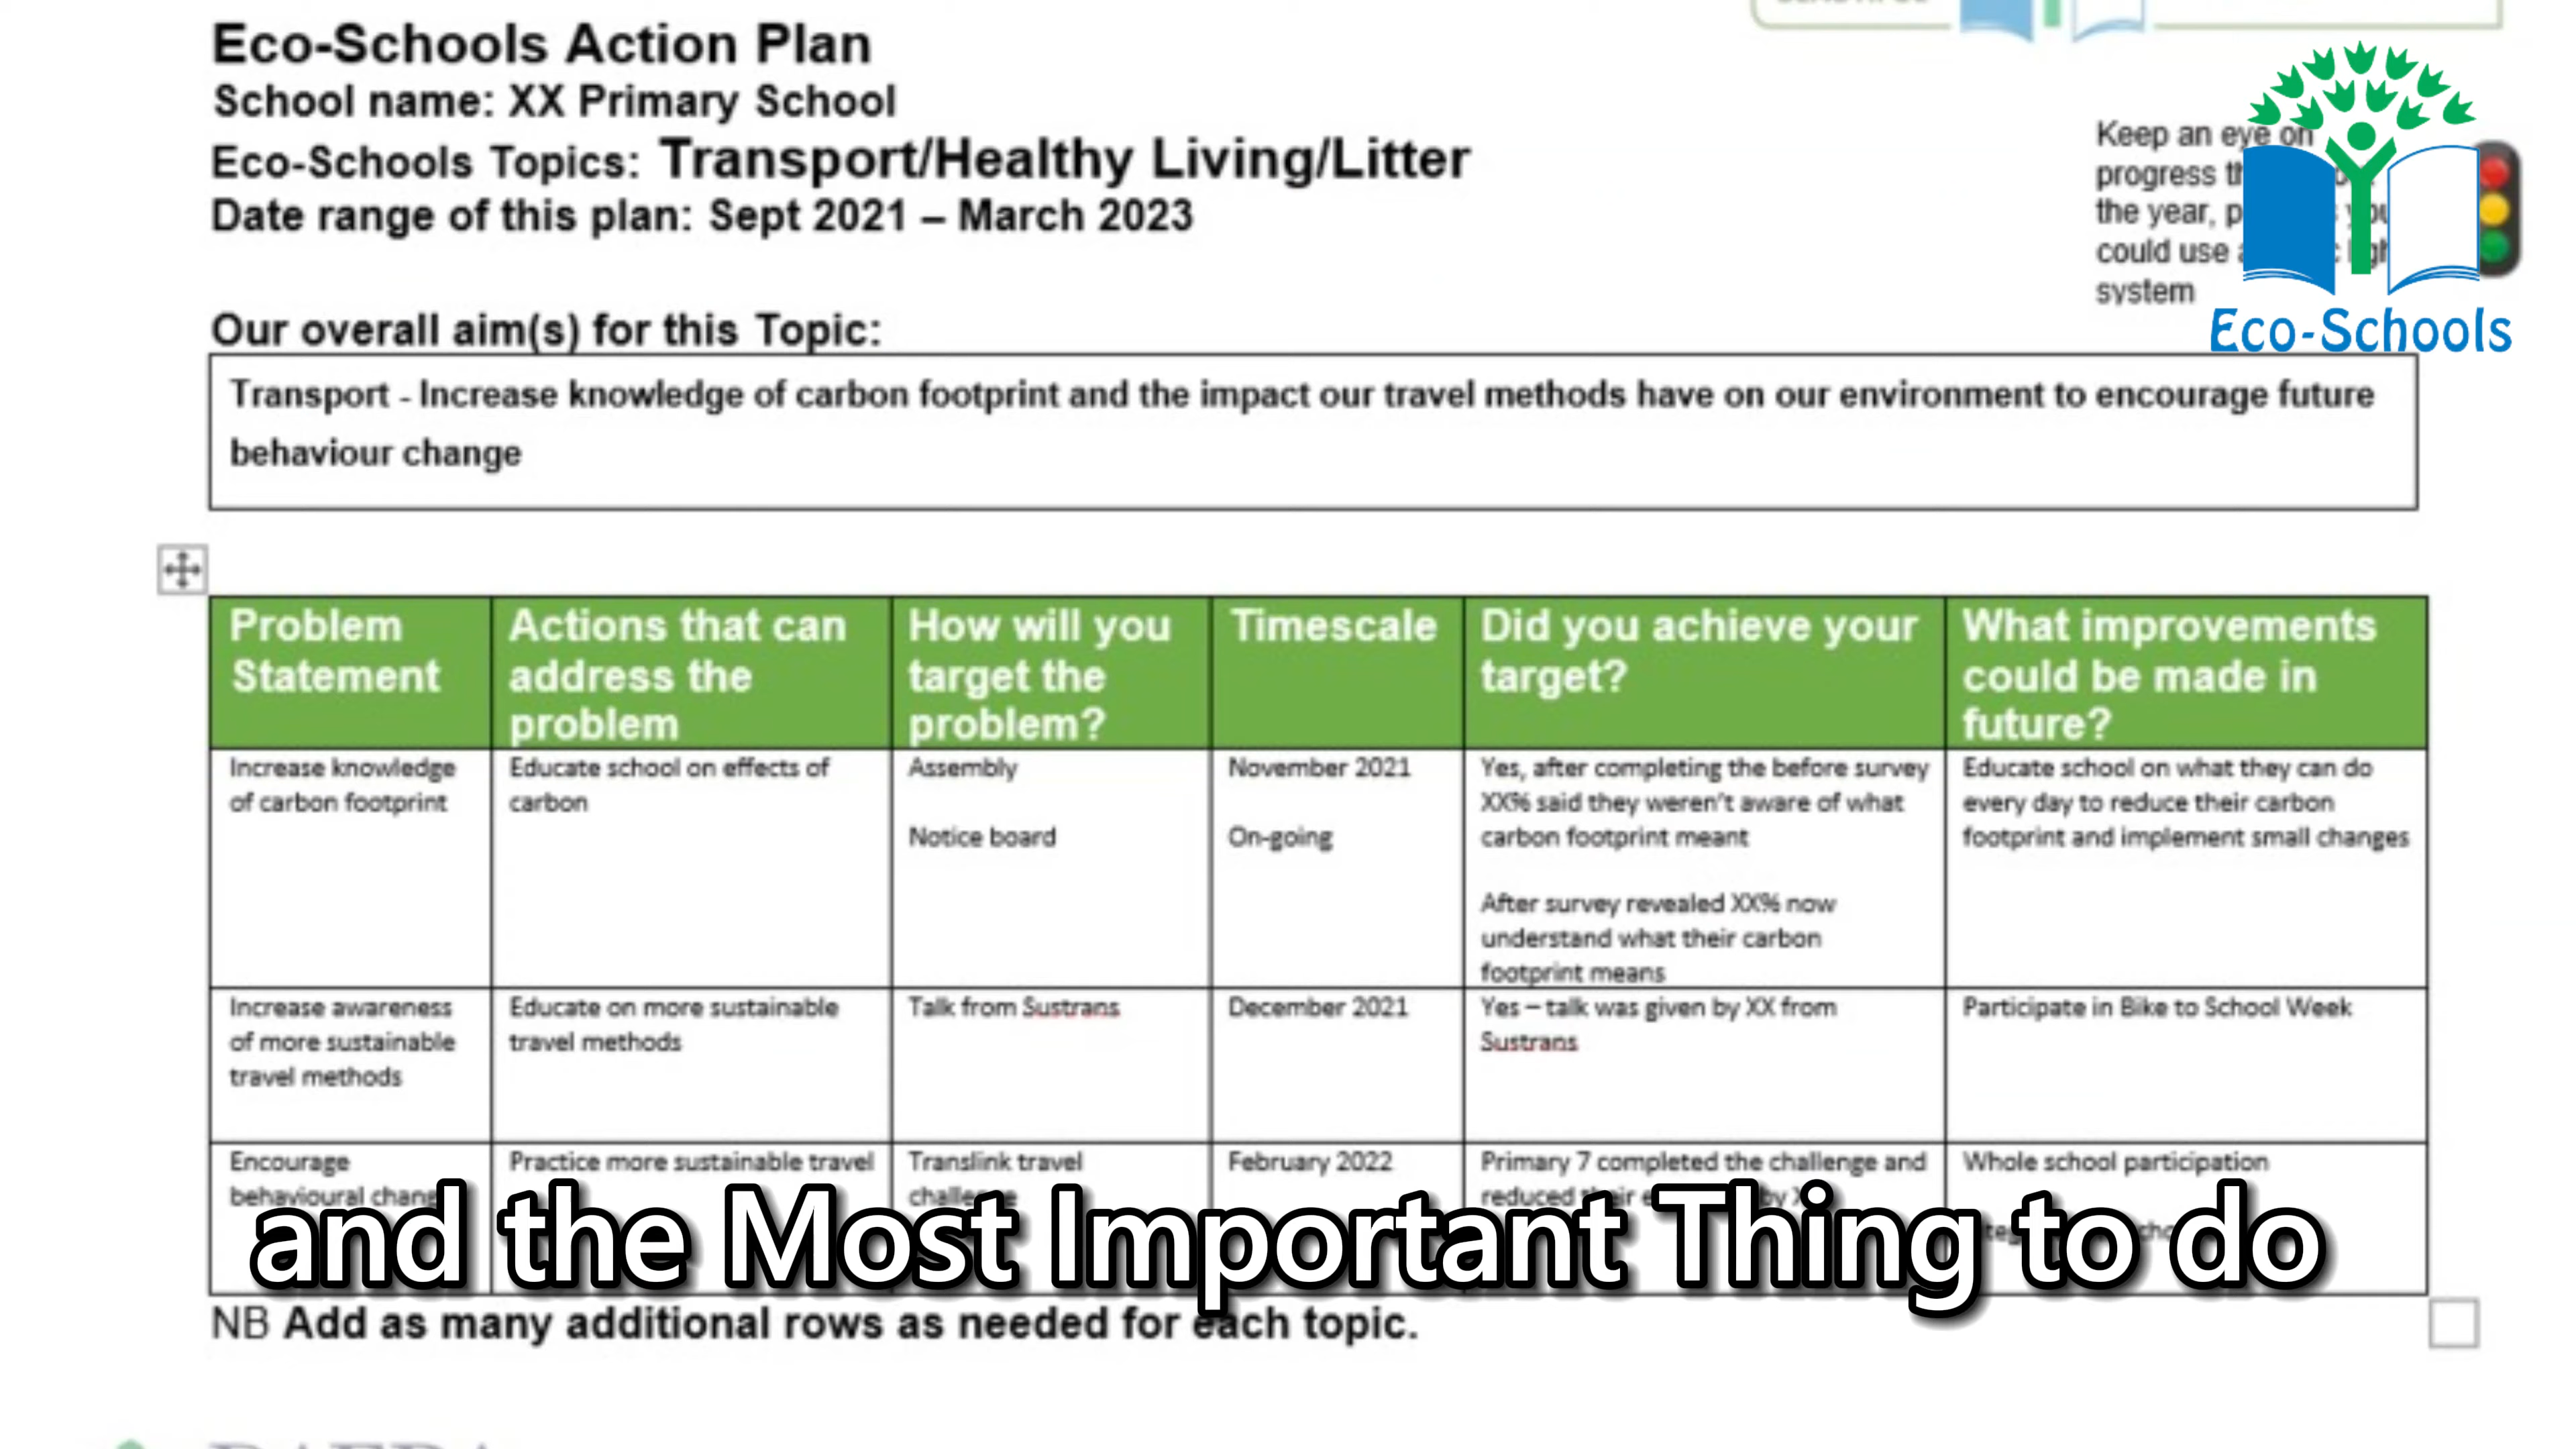 Eco-Schools Action Plan
School name: XX Primary School
Eco-Schools Topics: Transport/Healthy Living/Litter
Date range of this plan: Sept 2021 – March 2023
Keep an eye on
progress
the year,
could use
system
Eco-Schools
Our overall aim(s) for this Topic:
Transport - Increase knowledge of carbon footprint and the impact our travel methods have on our environment to encourage future
behaviour change
Problem
Statement
Actions that can
address the
problem
How will you
target the
problem?
Timescale
Did you achieve your
target?
What improvements
could be made in
future?
Increase knowledge
of carbon footprint
Educate school on effects of
carbon
Assembly
Notice board
November 2021
On-going
Yes, after completing the before survey
XX% said they weren't aware of what
carbon footprint meant
After survey revealed XX% now
understand what their carbon
footprint means
Educate school on what they can do
every day to reduce their carbon
footprint and implement small changes
Increase awareness
of more sustainable
travel methods
Educate on more sustainable
travel methods
Talk from Sustrans
December 2021
Yes – talk was given by XX from
Sustrans
Participate in Bike to School Week
Encourage
behavioural
Practice more sustainable travel
Translink travel
February 2022
Primary 7 completed the challenge and
reduced
Whole school participation
and the Most Important Thing to do
NB Add as many additional rows as needed for each topic.